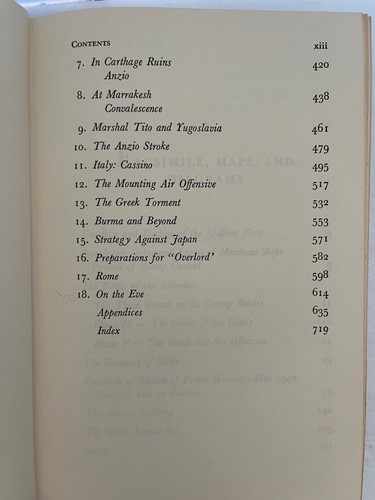 CONTENTS xiii
7. In Carthage Ruins 420
Anzio
8. At Marrakesh 438
Convalescence
9. Marshal Tito and Yugoslavia 461
10. The Anzio Stroke 479
11. Italy: Cassino 495
12. The Mounting Air Offensive 517
13. The Greek Torment 532
14. Burma and Beyond 553
15. Strategy Against Japan 571
16. Preparations for "Overlord" 582
17. Rome 598
18. On the Eve 614
Appendices 635
Index 719